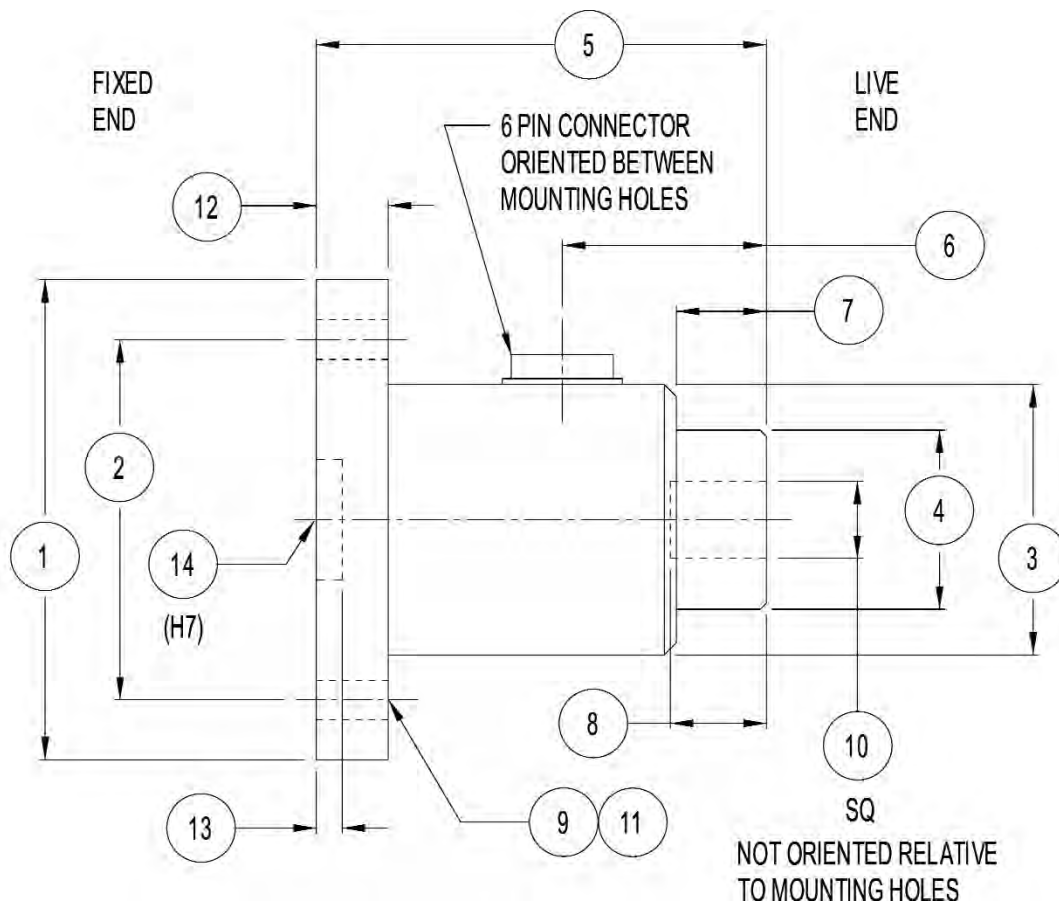 5
FIXED
END
LIVE
END
6 PIN CONNECTOR
ORIENTED BETWEEN
MOUNTING HOLES
12
6
7
2
4
1
14
3
(H7)
8
10
13
9
11
SQ
NOT ORIENTED RELATIVE
TO MOUNTING HOLES